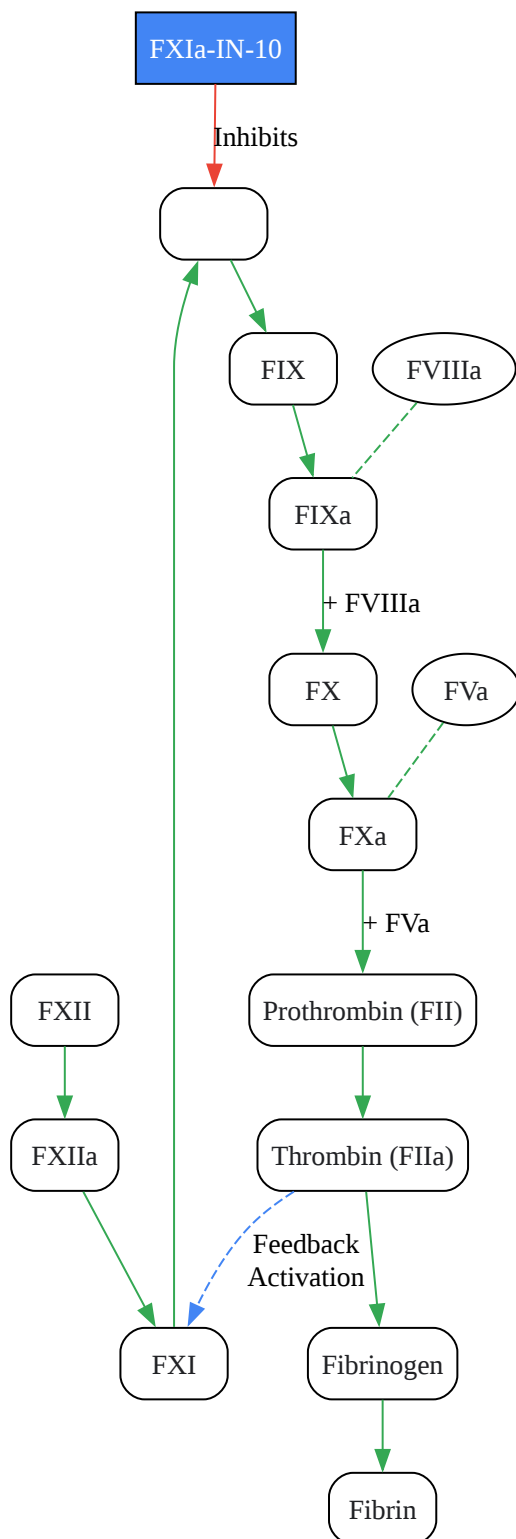 FXIa-IN-10
Inhibits
FIX
FVIIIa
FIXa
+ FVIIIa
FX
FVa
FXa
+ FVa
FXII
Prothrombin (FII)
FXIIa
Thrombin (FIIa)
Feedback
Activation
FXI
Fibrinogen
Fibrin